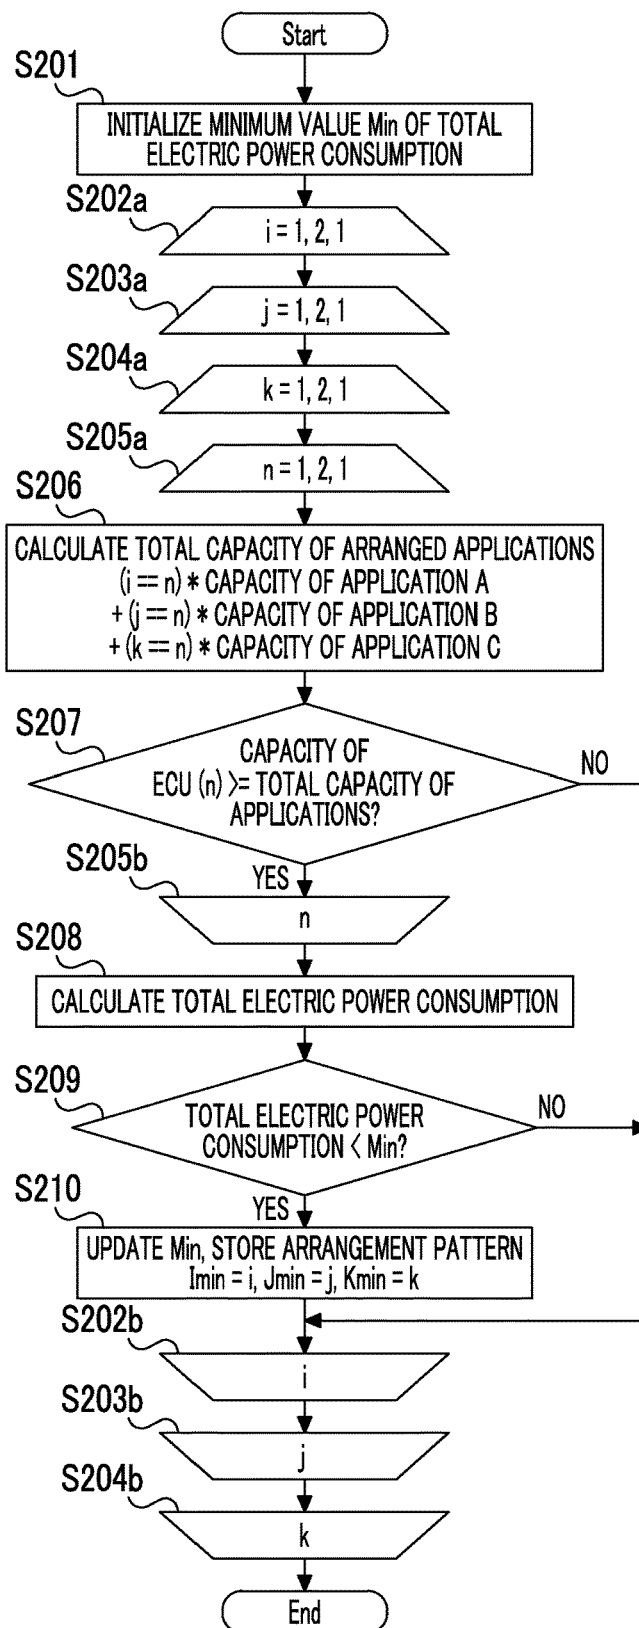 Start
S201
INITIALIZE MINIMUM VALUE Min OF TOTAL
ELECTRIC POWER CONSUMPTION
S202a
i = 1, 2, 1
S203a
j = 1, 2, 1
S204a
k = 1, 2, 1
S205a
n = 1, 2, 1
S206
CALCULATE TOTAL CAPACITY OF ARRANGED APPLICATIONS
(i == n) * CAPACITY OF APPLICATION A
+ (j == n) * CAPACITY OF APPLICATION B
+ (k == n) * CAPACITY OF APPLICATION C
S207
CAPACITY OF
ECU (n) >= TOTAL CAPACITY OF
APPLICATIONS?
NO
YES
S205b
n
S208
CALCULATE TOTAL ELECTRIC POWER CONSUMPTION
S209
TOTAL ELECTRIC POWER
CONSUMPTION < Min?
NO
YES
S210
UPDATE Min, STORE ARRANGEMENT PATTERN
Imin = i, Jmin = j, Kmin = k
S202b
i
S203b
j
S204b
k
End